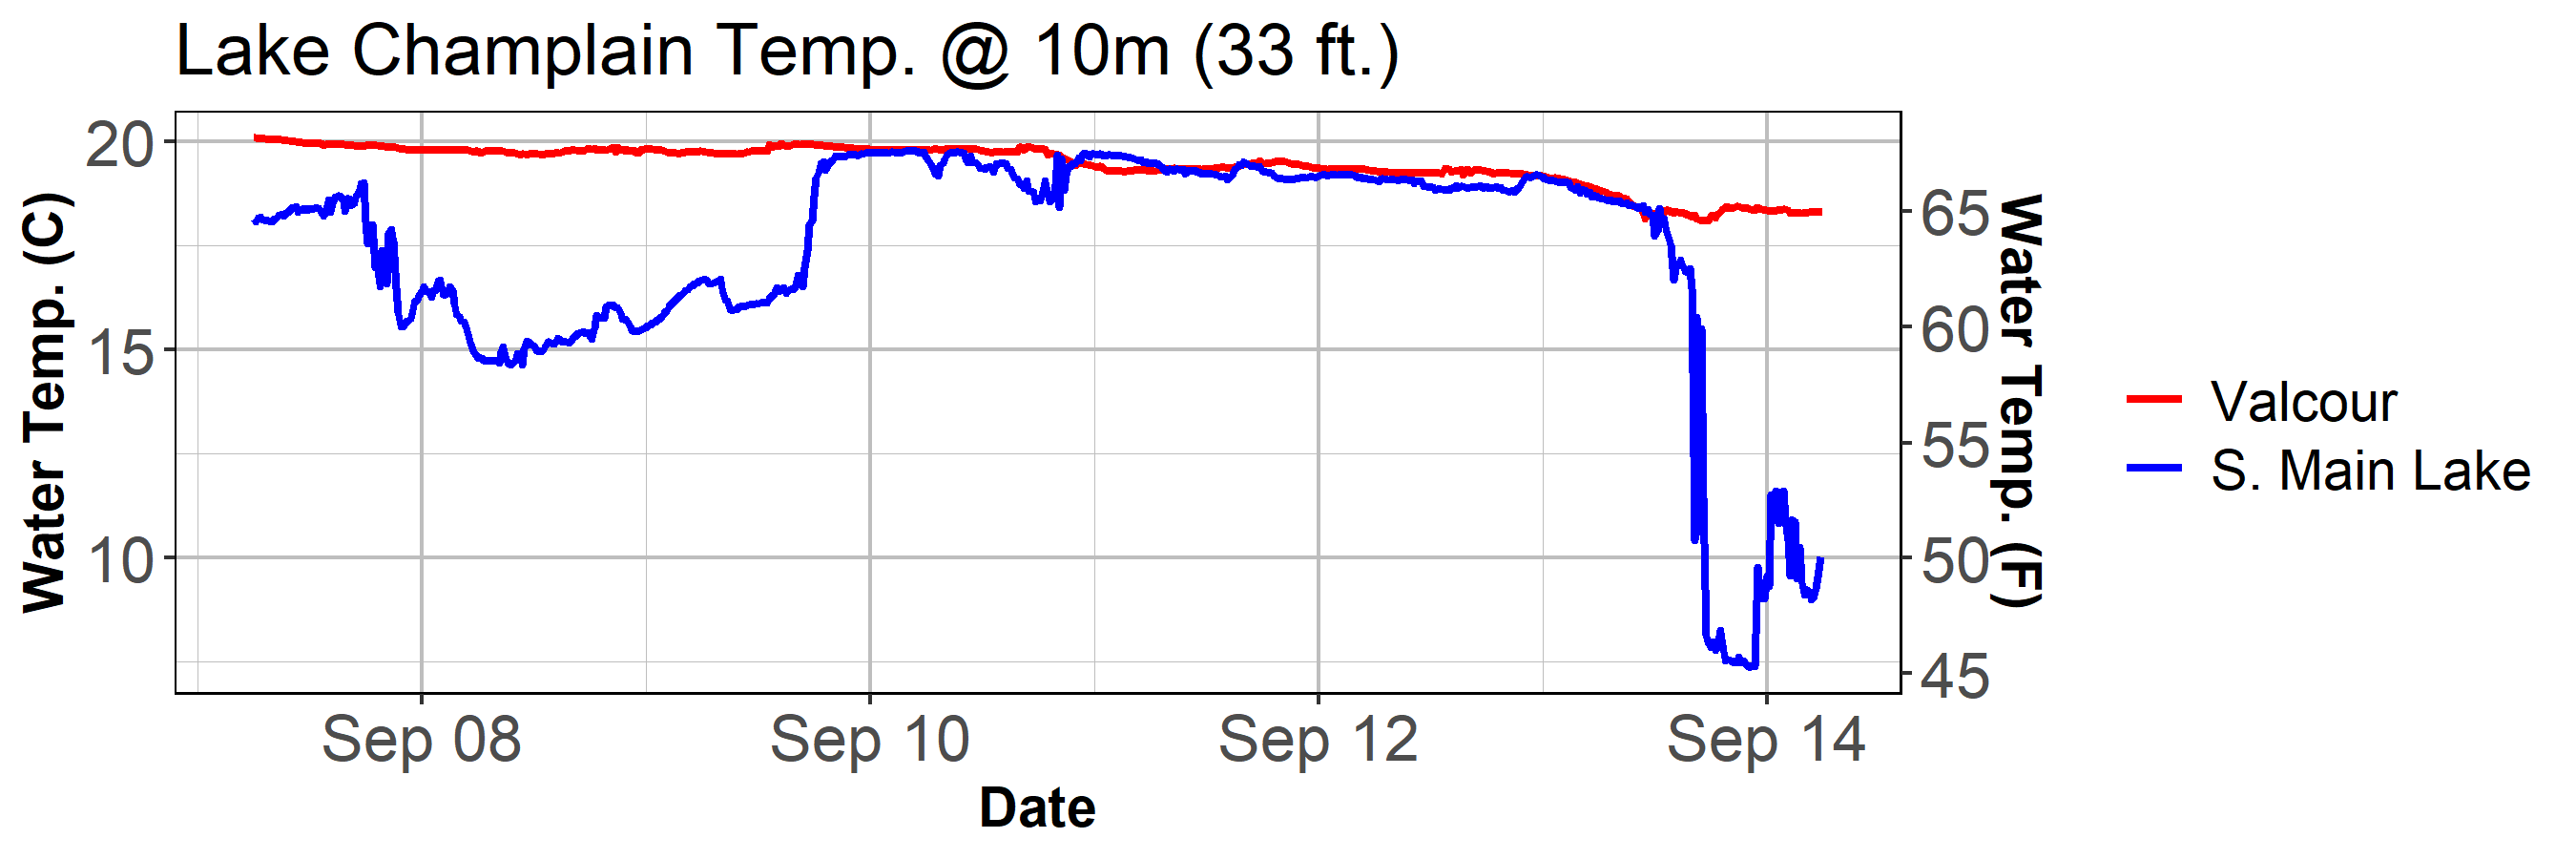 Lake Champlain Temp. @ 10m (33 ft.)
Water Temp. (C)
20
15
10
65
60
55
50
45
Water Temp. (F)
Valcour
S. Main Lake
Sep 08
Sep 10
Sep 12
Sep 14
Date